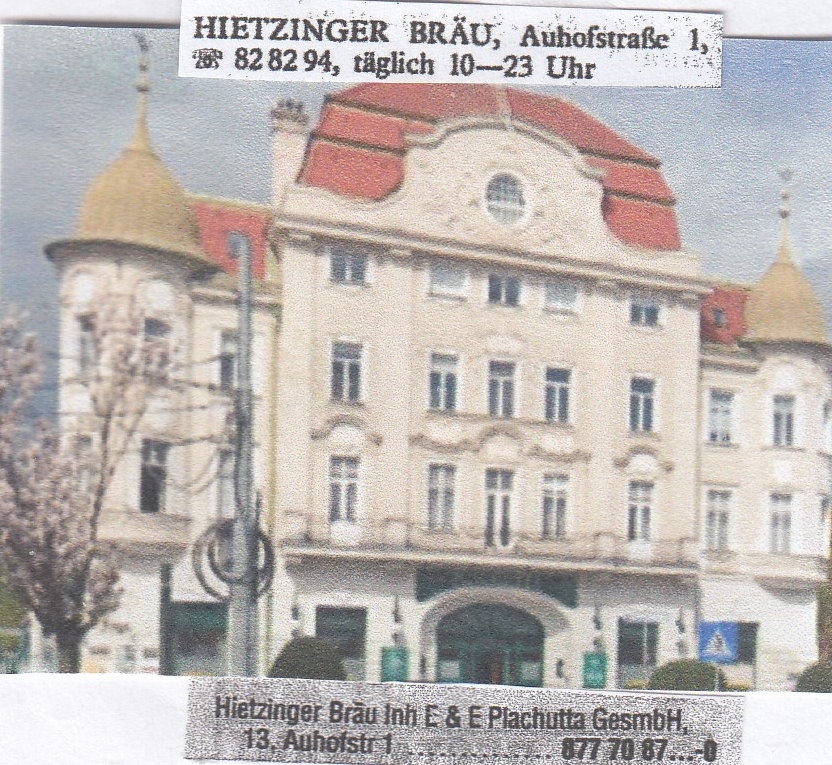 HIETZINGER BRÄU, Auhofstraße 1,
☏ 82 82 94, täglich 10—23 Uhr
Hietzinger Bräu Inh E & E Plachutta GesmbH,
13, Auhofstr 1 .................... 877 70 87...-0